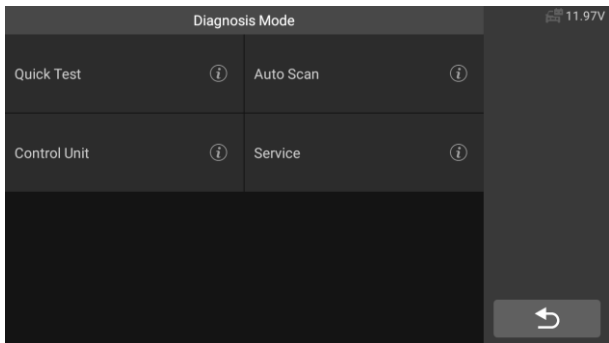 Diagnosis Mode
11.97V
Quick Test
Auto Scan
Control Unit
Service